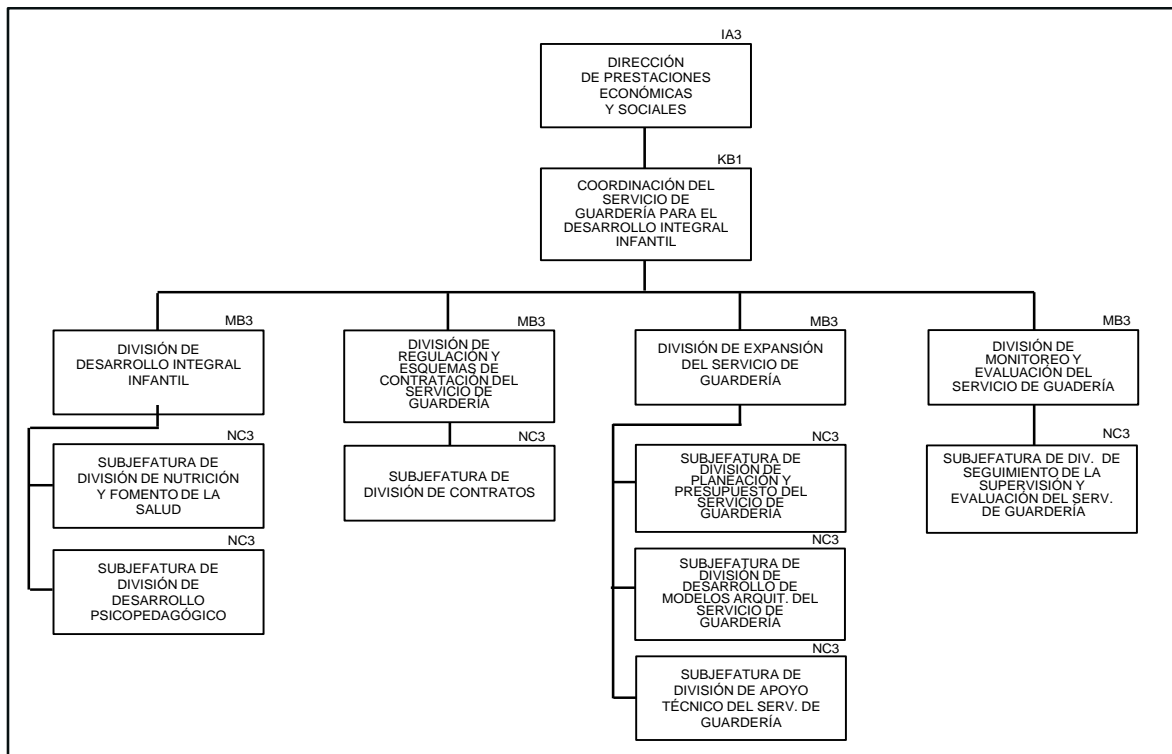 IA3
DIRECCIÓN
DE PRESTACIONES
ECONÓMICAS
Y SOCIALES
KB1
COORDINACIÓN DEL
SERVICIO DE
GUARDERÍA PARA EL
DESARROLLO INTEGRAL
INFANTIL
MB3
DIVISIÓN DE
DESARROLLO INTEGRAL
INFANTIL
MB3
DIVISIÓN DE
REGULACIÓN Y
ESQUEMAS DE
CONTRATACIÓN DEL
SERVICIO DE
GUARDERÍA
MB3
DIVISIÓN DE EXPANSIÓN
DEL SERVICIO DE
GUARDERÍA
MB3
DIVISIÓN DE
MONITOREO Y
EVALUACIÓN DEL
SERVICIO DE GUADERÍA
NC3
SUBJEFATURA DE
DIVISIÓN DE NUTRICIÓN
Y FOMENTO DE LA
SALUD
NC3
SUBJEFATURA DE
DIVISIÓN DE CONTRATOS
NC3
SUBJEFATURA DE
DIVISIÓN DE
PLANEACIÓN Y
PRESUPUESTO DEL
SERVICIO DE
GUARDERÍA
NC3
SUBJEFATURA DE DIV. DE
SEGUIMIENTO DE LA
SUPERVISIÓN Y
EVALUACIÓN DEL SERV.
DE GUARDERÍA
NC3
SUBJEFATURA DE
DIVISIÓN DE
DESARROLLO
PSICOPEDAGÓGICO
NC3
SUBJEFATURA DE
DIVISIÓN DE
DESARROLLO DE
MODELOS ARQUIT. DEL
SERVICIO DE
GUARDERÍA
NC3
SUBJEFATURA DE
DIVISIÓN DE APOYO
TÉCNICO DEL SERV. DE
GUARDERÍA